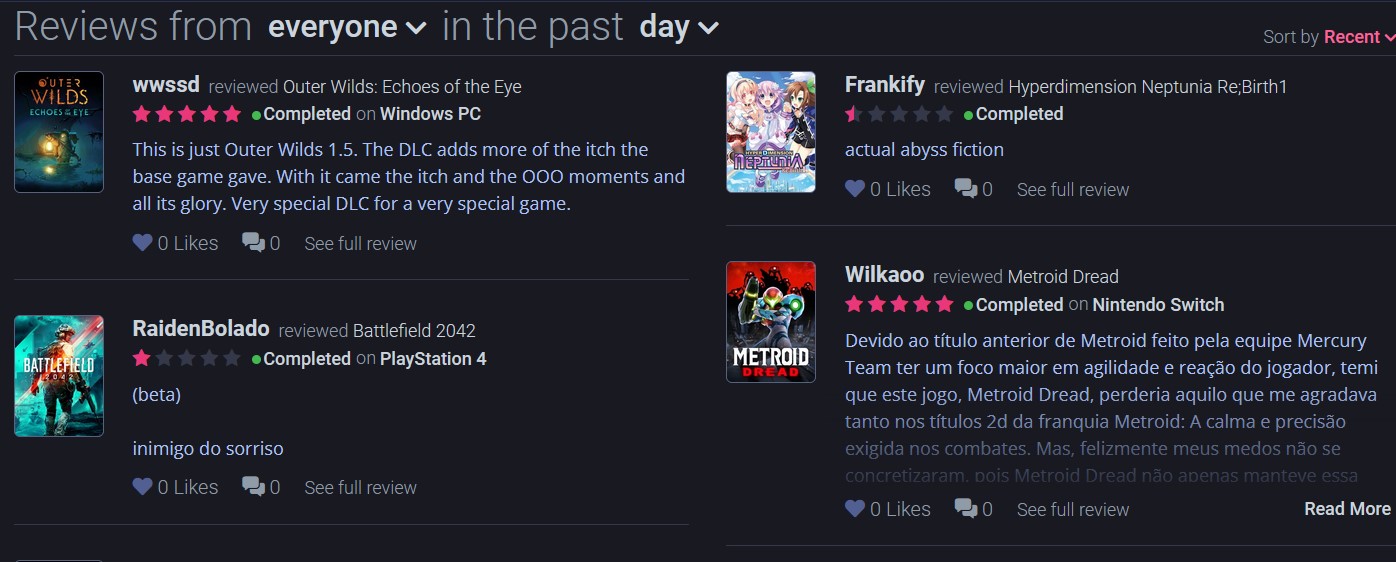 Reviews from everyone in the past day
Sort by Recent
OUTER
WILDS
ECHOES OF THE EYE
wwssd reviewed Outer Wilds: Echoes of the Eye
Completed on Windows PC
This is just Outer Wilds 1.5. The DLC adds more of the itch the
base game gave. With it came the itch and the OOO moments and
all its glory. Very special DLC for a very special game.
0 Likes 0 See full review
BATTLEFIELD
2042
RaidenBolado reviewed Battlefield 2042
Completed on PlayStation 4
(beta)
inimigo do sorriso
0 Likes 0 See full review
HYPERDIMENSION
NEPTUNIA
Frankify reviewed Hyperdimension Neptunia Re;Birth1
Completed
actual abyss fiction
0 Likes 0 See full review
METROID
DREAD
Wilkaoo reviewed Metroid Dread
Completed on Nintendo Switch
Devido ao título anterior de Metroid feito pela equipe Mercury
Team ter um foco maior em agilidade e reação do jogador, temi
que este jogo, Metroid Dread, perderia aquilo que me agradava
tanto nos títulos 2d da franquia Metroid: A calma e precisão
exigida nos combates. Mas, felizmente meus medos não se
concretizaram, pois Metroid Dread não apenas manteve essa
0 Likes 0 See full review
Read More